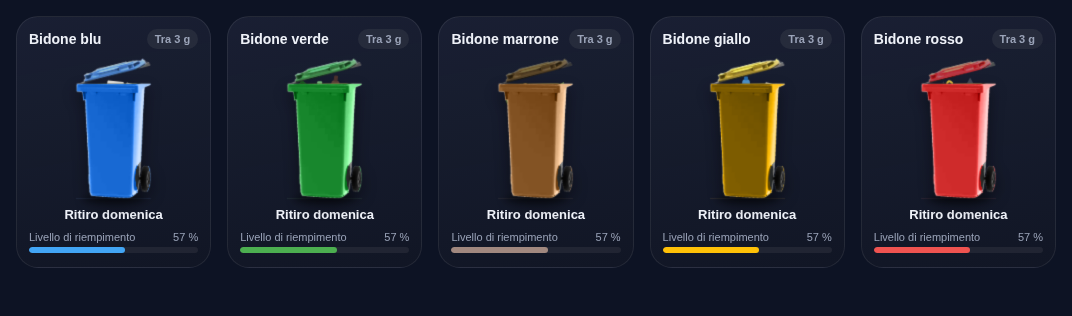 Bidone blu
Tra 3 g
Ritiro domenica
Livello di riempimento 57 %
Bidone verde
Tra 3 g
Ritiro domenica
Livello di riempimento 57 %
Bidone marrone
Tra 3 g
Ritiro domenica
Livello di riempimento 57 %
Bidone giallo
Tra 3 g
Ritiro domenica
Livello di riempimento 57 %
Bidone rosso
Tra 3 g
Ritiro domenica
Livello di riempimento 57 %